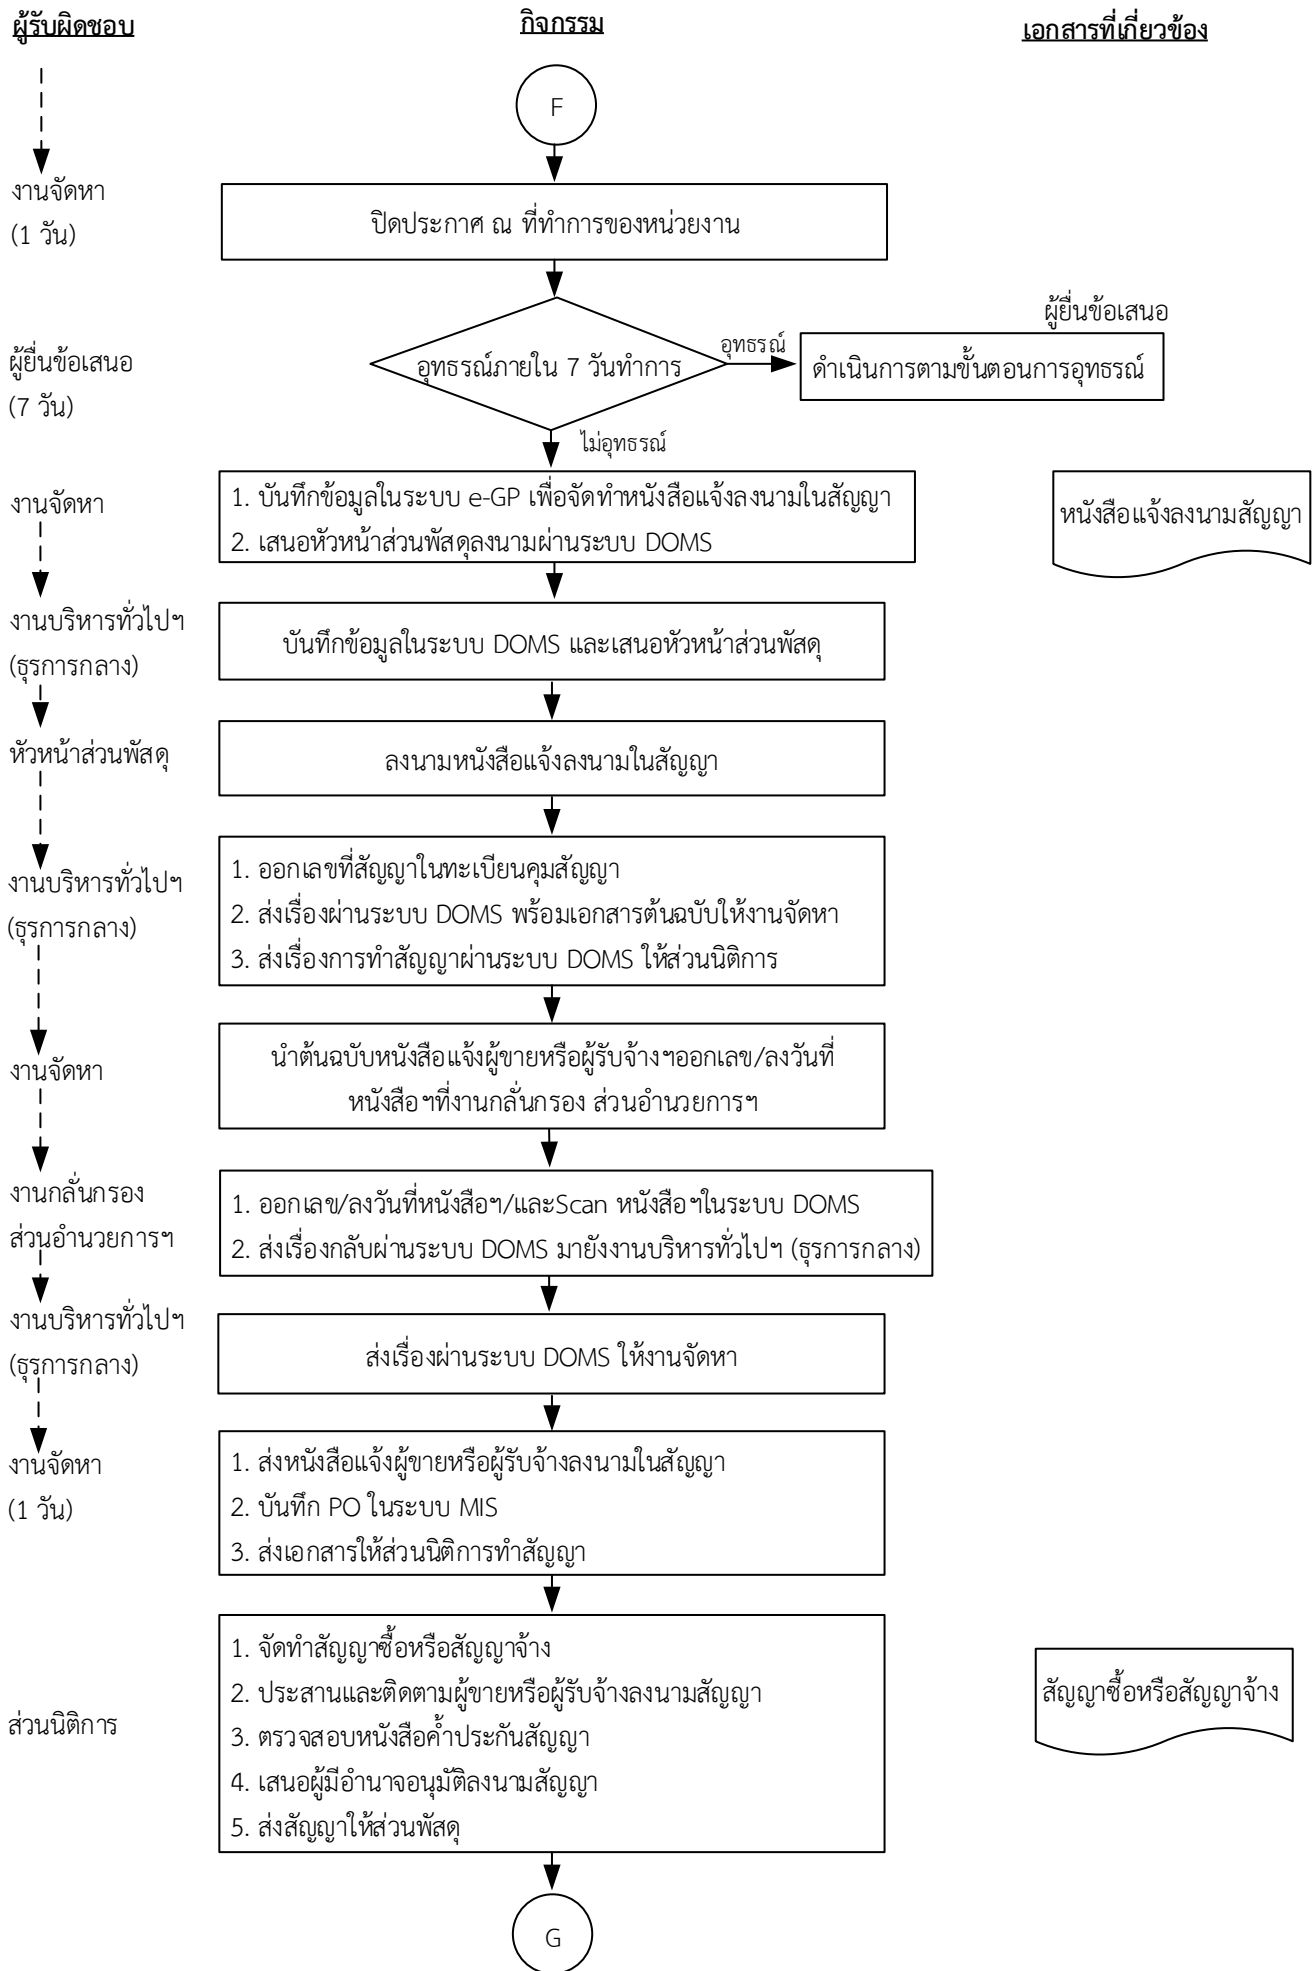 ผู้รับผิดชอบ
กิจกรรม
เอกสารที่เกี่ยวข้อง
F
งานจัดหา
(1 วัน)
ปิดประกาศ ณ ที่ทำการของหน่วยงาน
ผู้ยื่นข้อเสนอ
(7 วัน)
อุทธรณ์ภายใน 7 วันทำการ
อุทธรณ์
ผู้ยื่นข้อเสนอ
ดำเนินการตามขั้นตอนการอุทธรณ์
ไม่อุทธรณ์
งานจัดหา
1. บันทึกข้อมูลในระบบ e-GP เพื่อจัดทำหนังสือแจ้งลงนามในสัญญา
2. เสนอหัวหน้าส่วนพัสดุลงนามผ่านระบบ DOMS
หนังสือแจ้งลงนามสัญญา
งานบริหารทั่วไปฯ
(ธุรการกลาง)
บันทึกข้อมูลในระบบ DOMS และเสนอหัวหน้าส่วนพัสดุ
หัวหน้าส่วนพัสดุ
ลงนามหนังสือแจ้งลงนามในสัญญา
งานบริหารทั่วไปฯ
(ธุรการกลาง)
1. ออกเลขที่สัญญาในทะเบียนคุมสัญญา
2. ส่งเรื่องผ่านระบบ DOMS พร้อมเอกสารต้นฉบับให้งานจัดหา
3. ส่งเรื่องการทำสัญญาผ่านระบบ DOMS ให้ส่วนนิติการ
งานจัดหา
นำต้นฉบับหนังสือแจ้งผู้ขายหรือผู้รับจ้างฯออกเลข/ลงวันที่
หนังสือฯที่งานกลั่นกรอง ส่วนอำนวยการฯ
งานกลั่นกรอง
ส่วนอำนวยการฯ
1. ออกเลข/ลงวันที่หนังสือฯ/และScan หนังสือฯในระบบ DOMS
2. ส่งเรื่องกลับผ่านระบบ DOMS มายังงานบริหารทั่วไปฯ (ธุรการกลาง)
งานบริหารทั่วไปฯ
(ธุรการกลาง)
ส่งเรื่องผ่านระบบ DOMS ให้งานจัดหา
งานจัดหา
(1 วัน)
1. ส่งหนังสือแจ้งผู้ขายหรือผู้รับจ้างลงนามในสัญญา
2. บันทึก PO ในระบบ MIS
3. ส่งเอกสารให้ส่วนนิติการทำสัญญา
ส่วนนิติการ
1. จัดทำสัญญาซื้อหรือสัญญาจ้าง
2. ประสานและติดตามผู้ขายหรือผู้รับจ้างลงนามสัญญา
3. ตรวจสอบหนังสือค้ำประกันสัญญา
4. เสนอผู้มีอำนาจอนุมัติลงนามสัญญา
5. ส่งสัญญาให้ส่วนพัสดุ
สัญญาซื้อหรือสัญญาจ้าง
G